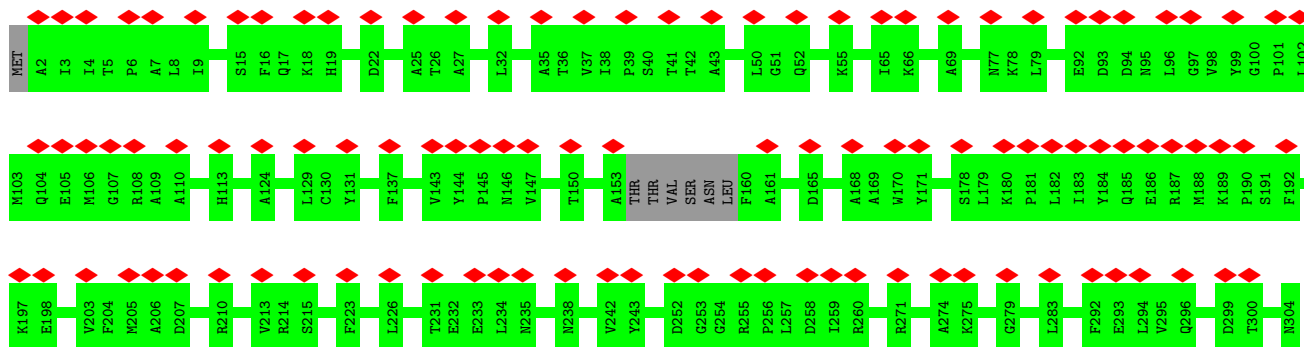 MET A2 I3 I4 T5 P6 A7 L8 I9 S15 F16 Q17 K18 H19 D22 A25 T26 A27 L32 A35 T36 V37 I38 P39 S40 T41 T42 A43 L50 G51 Q52 K55 I65 K66 A69 N77 K78 L79 E92 D93 D94 N95 L96 G97 V98 Y99 G100 P101 L102
M103 Q104 E105 M106 G107 R108 A109 A110 H113 A124 L129 C130 Y131 F137 V143 Y144 P145 N146 V147 T150 A153 THR THR VAL SER ASN LEU F160 A161 D165 A168 A169 W170 Y171 S178 L179 K180 P181 L182 I183 Y184 Q185 E186 R187 M188 K189 P190 S191 F192
K197 E198 V203 F204 M205 A206 D207 R210 V213 R214 S215 F223 L226 T231 E232 E233 L234 N235 N238 V242 Y243 D252 G253 G254 R255 P256 L257 D258 I259 R260 R271 A274 K275 G279 L283 F292 E293 L294 V295 Q296 D299 T300 N304